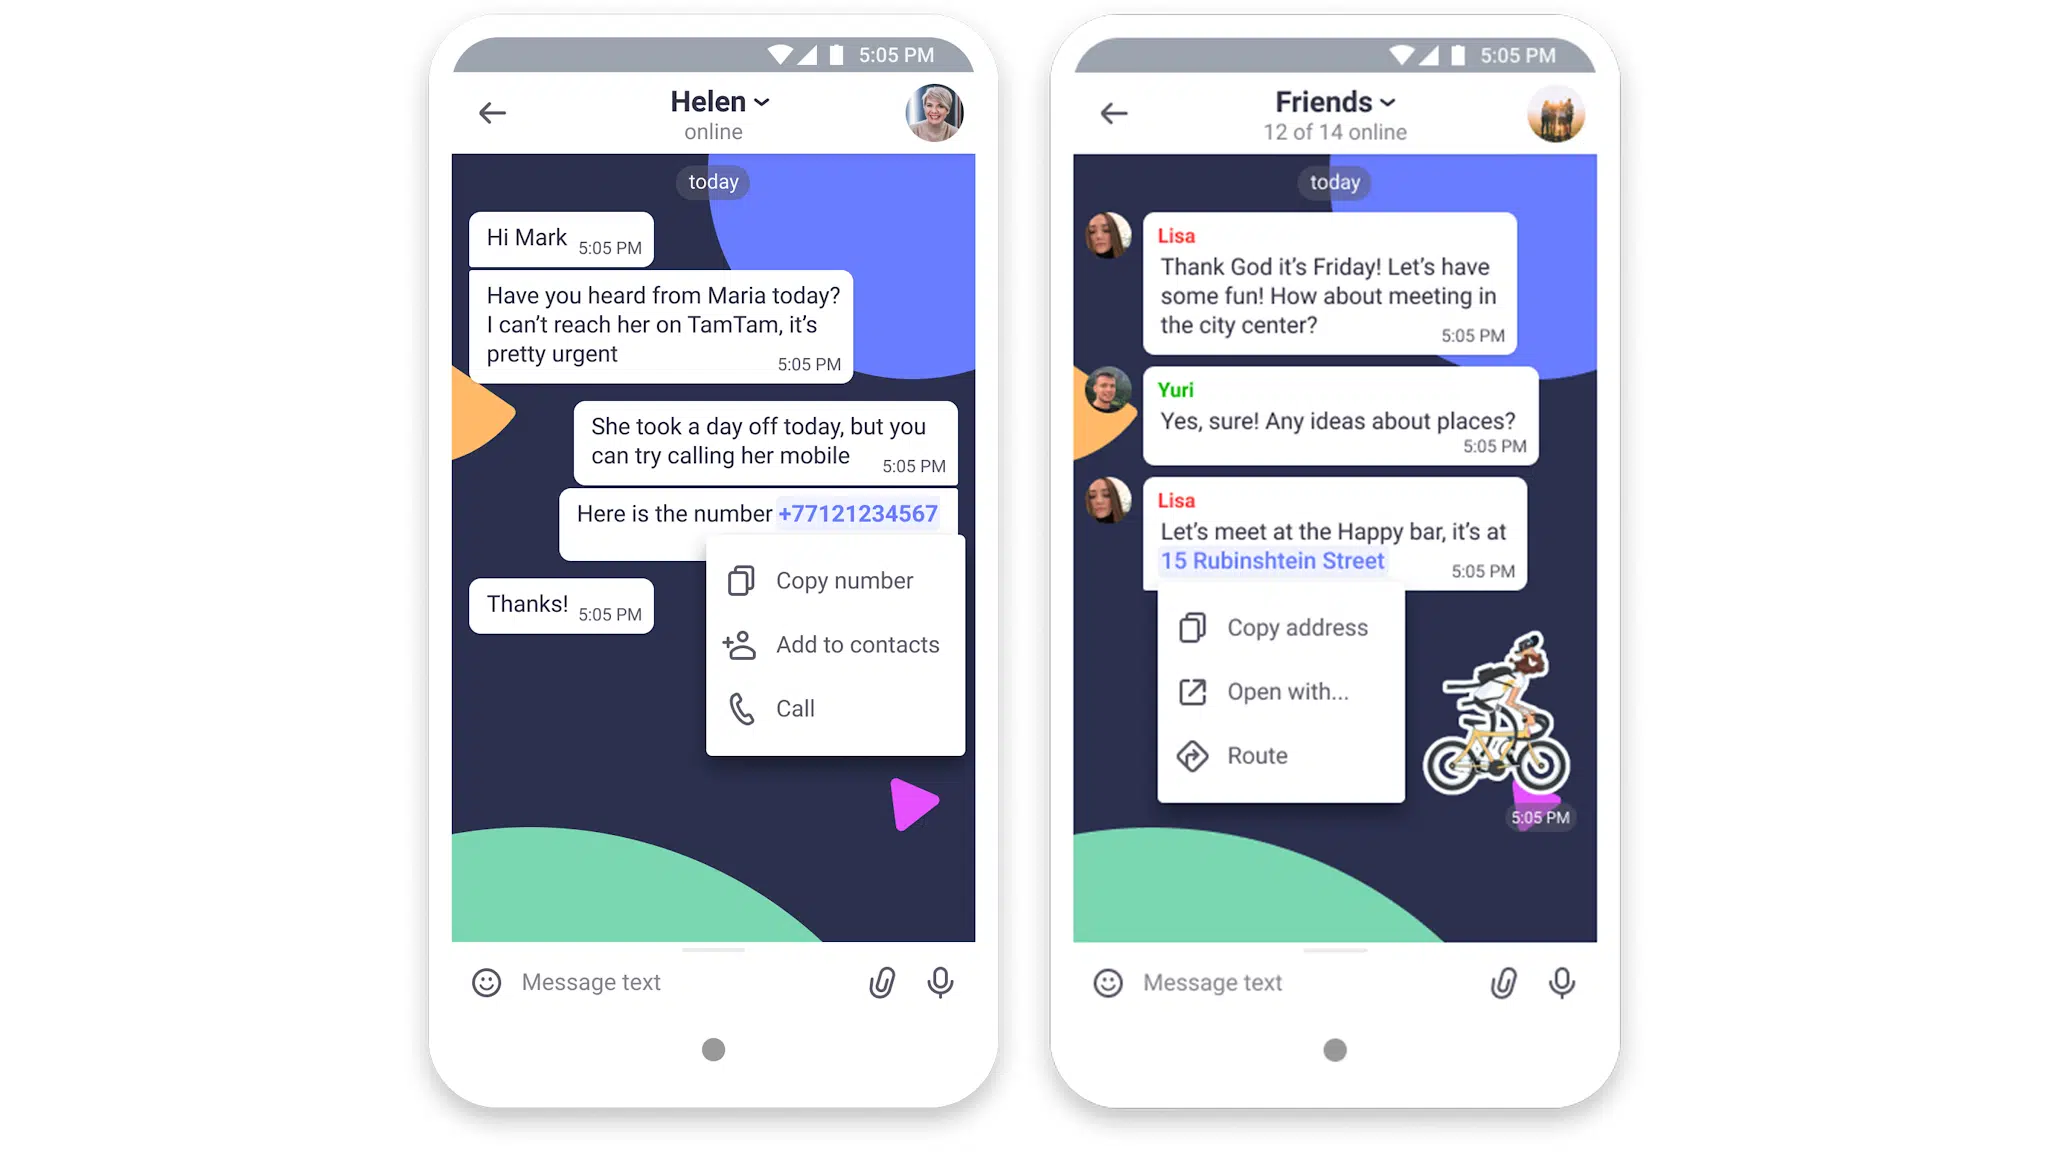 5:05 PM
Helen
online
today
Hi Mark 5:05 PM
Have you heard from Maria today?
I can't reach her on TamTam, it's
pretty urgent
5:05 PM
She took a day off today, but you
can try calling her mobile 5:05 PM
Here is the number +77121234567
Copy number
Add to contacts
Call
Thanks! 5:05 PM
Message text
5:05 PM
Friends
12 of 14 online
today
Lisa
Thank God it's Friday! Let's have
some fun! How about meeting in
the city center?
5:05 PM
Yuri
Yes, sure! Any ideas about places?
5:05 PM
Lisa
Let's meet at the Happy bar, it's at
15 Rubinshtein Street
5:05 PM
Copy address
Open with...
Route
5:05 PM
Message text